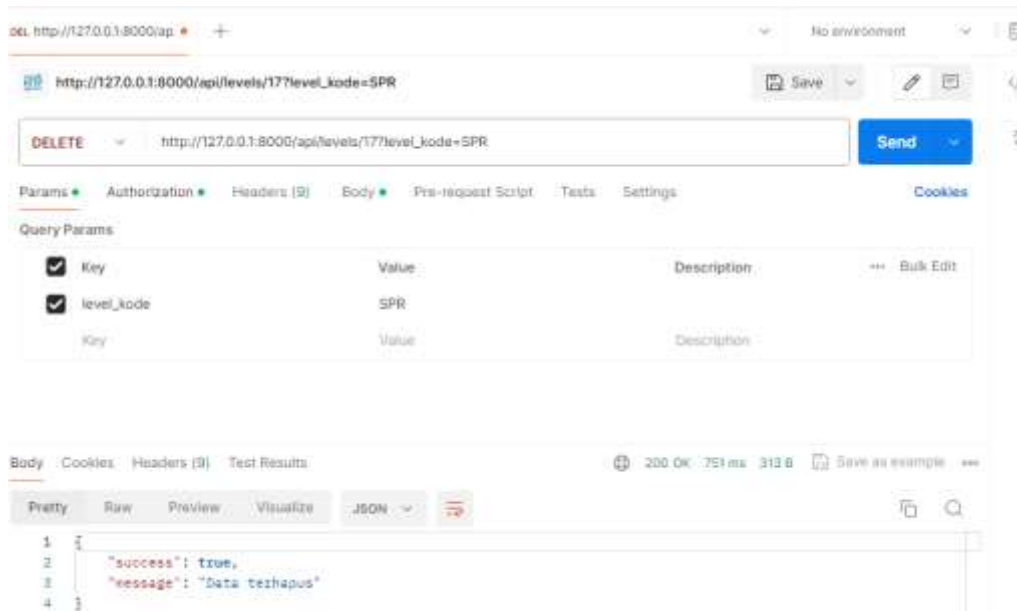 DEL http://127.0.0.1:8000/ap
No environment
http://127.0.0.1:8000/api/levels/17?level_kode=SPR
Save
DELETE http://127.0.0.1:8000/api/levels/17?level_kode=SPR Send
Params Authorization Headers (9) Body Pre-request Script Tests Settings Cookies
Query Params
Key Value Description Bulk Edit
level_kode SPR
Key Value Description
Body Cookies Headers (9) Test Results 200 OK 751 ms 313 B Save as example
Pretty Raw Preview Visualize JSON
1 {
2 "success": true,
3 "message": "Data terhapus"
4 }